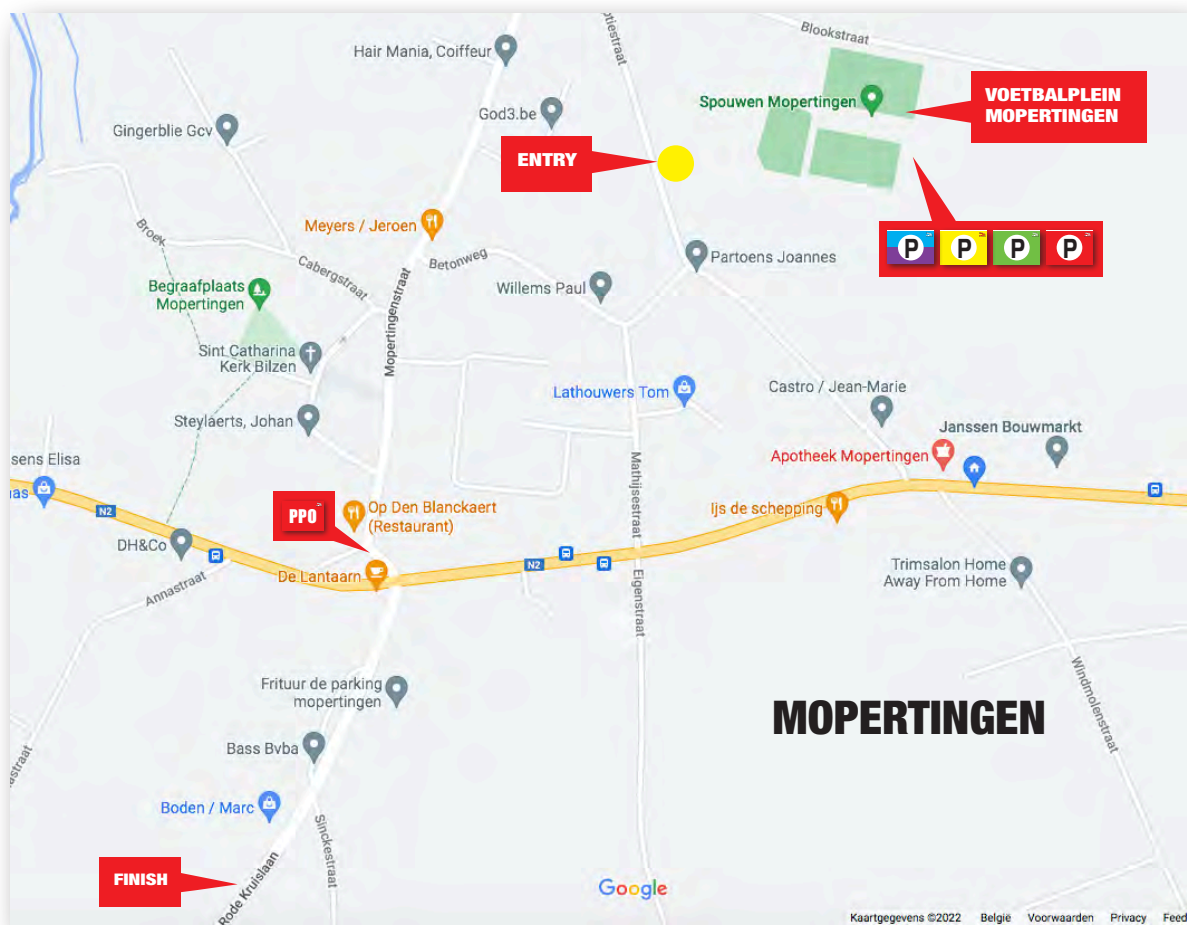 Blookstraat
Hair Mania, Coiffeur
VOETBALPLEIN
MOPERTINGEN
Spouwen Mopertingen
God3.be
Gingerblie Gcv
ENTRY
Meyers / Jeroen
Broek
P P P P
Betonweg
Partoens Joannes
Cabergstraat
Begraafplaats
Mopertingen
Willems Paul
Mopertingenstraat
Sint Catharina
Kerk Bilzen
Castro / Jean-Marie
Lathouwers Tom
Steylaerts, Johan
Janssen Bouwmarkt
Apotheek Mopertingen
sens Elisa
Mathijsestraat
nas
Op Den Blanckaert
(Restaurant)
Ijs de schepping
N2
PPO
DH&Co
N2
Trimsalon Home
Away From Home
De Lantaarn
Annastraat
Eigenstraat
Frituur de parking
mopertingen
Windmolenstraat
MOPERTINGEN
Bass Bvba
astraat
Boden / Marc
Sinckestraat
FINISH
Rode Kruislaan
Google
Kaartgegevens ©2022 België Voorwaarden Privacy Feed